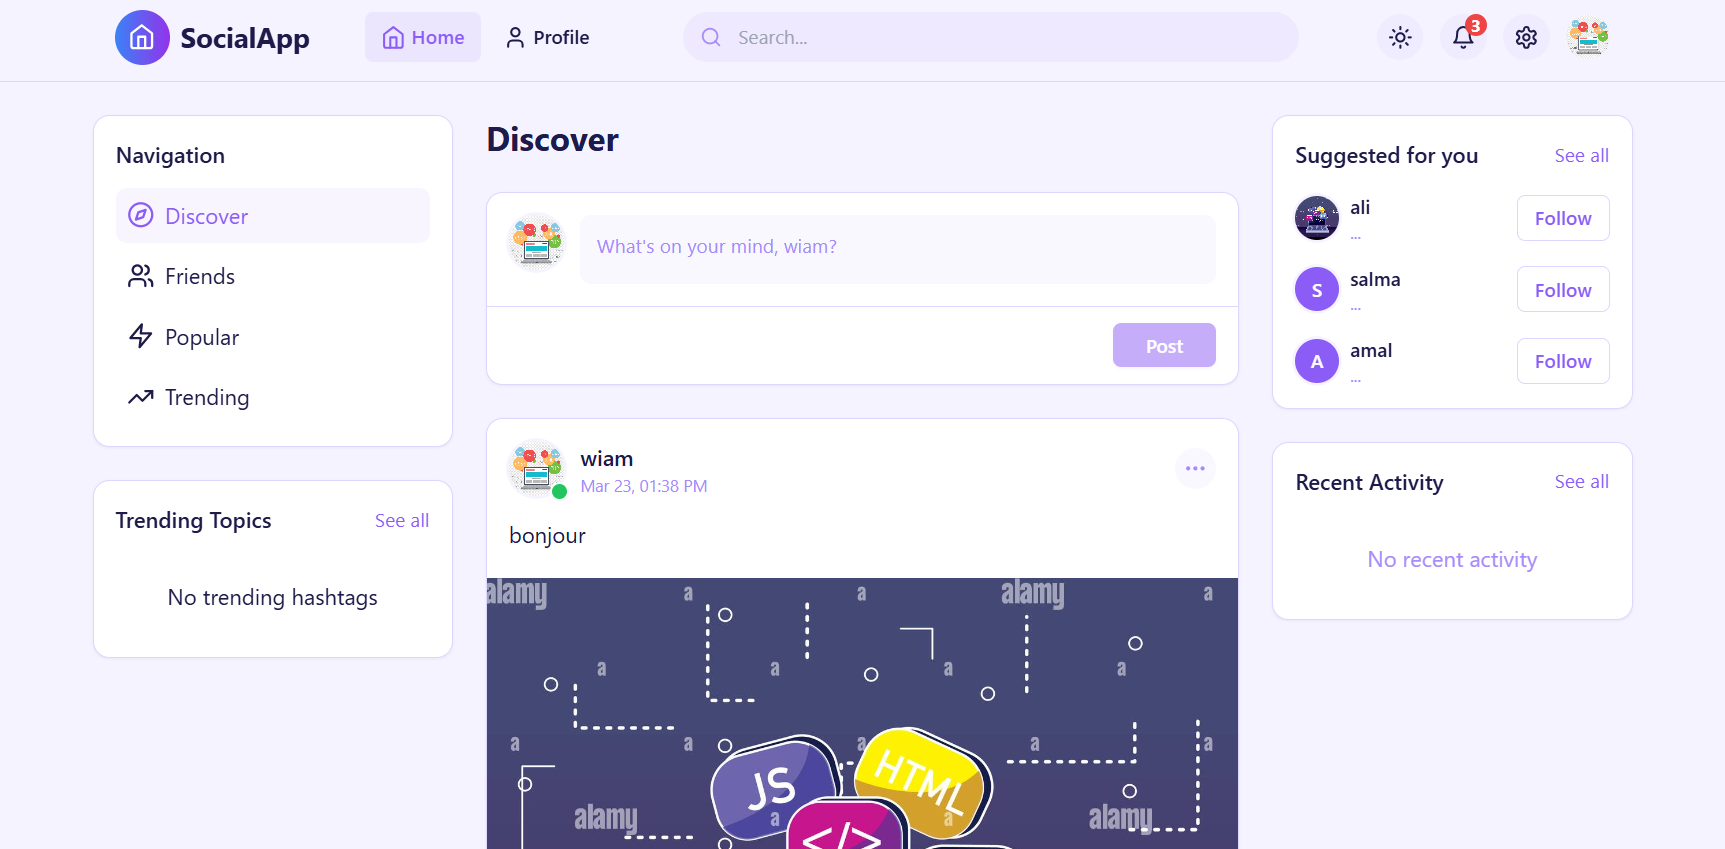 SocialApp
Home
Profile
Search...
3
Navigation
Discover
Friends
Popular
Trending
Trending Topics
See all
No trending hashtags
Discover
What's on your mind, wiam?
Post
wiam
Mar 23, 01:38 PM
bonjour
alamy a a alamy a
a a a a
a a a a a
JS
HTML
alamy a a alamy
</>
Suggested for you
See all
ali
...
Follow
S
salma
...
Follow
A
amal
...
Follow
Recent Activity
See all
No recent activity